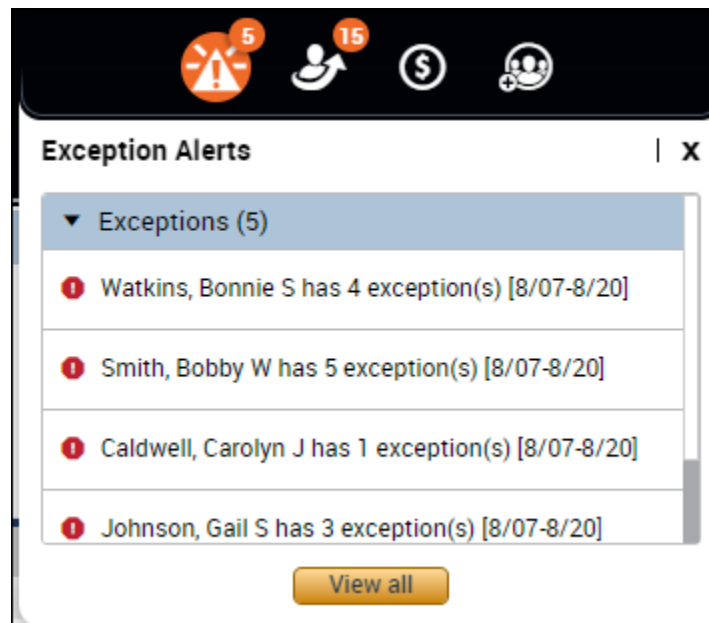 5
15
Exception Alerts | X
Exceptions (5)
Watkins, Bonnie S has 4 exception(s) [8/07-8/20]
Smith, Bobby W has 5 exception(s) [8/07-8/20]
Caldwell, Carolyn J has 1 exception(s) [8/07-8/20]
Johnson, Gail S has 3 exception(s) [8/07-8/20]
View all